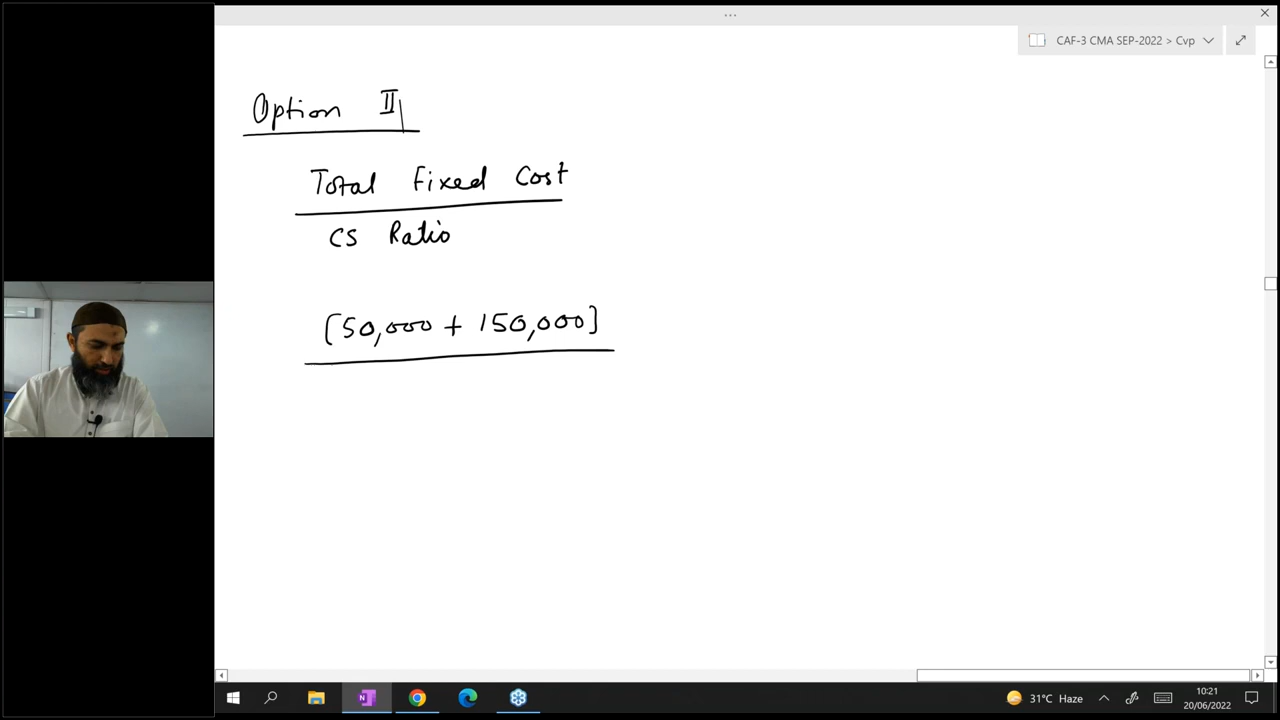 CAF-3 CMA SEP-2022 > Cvp
Option II
Total Fixed Cost
CS Ratio
[50,000 + 150,000]
31°C Haze
10:21
20/06/2022